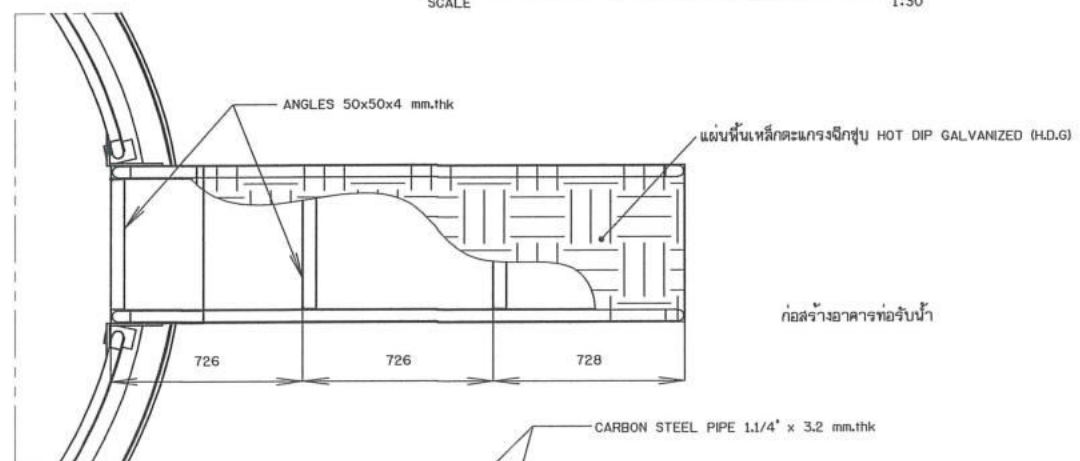 SCALE 1:30
ANGLES 50x50x4 mm.thk
แผ่นพื้นเหล็กตะแกรงฉีกชุบ HOT DIP GALVANIZED (H.D.G)
ก่อสร้างอาคารท่อรับน้ำ
726 726 728
CARBON STEEL PIPE 1.1/4" x 3.2 mm.thk